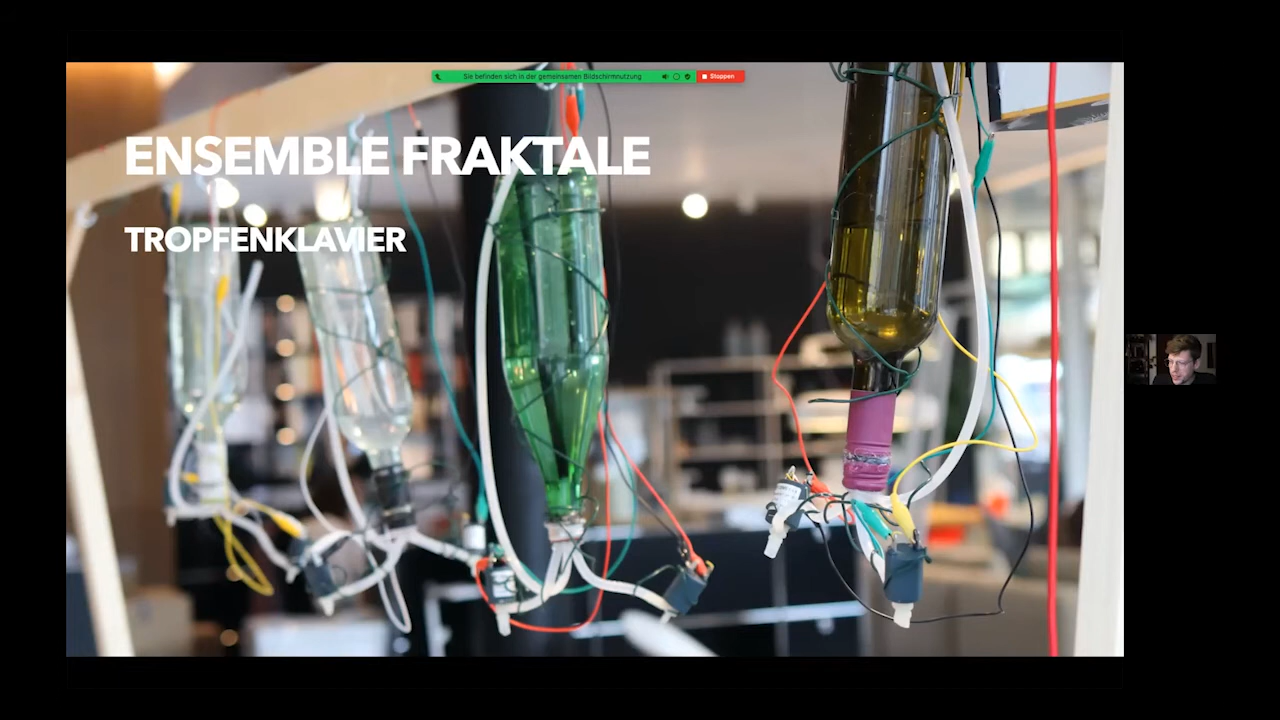 Sie befinden sich in der gemeinsamen Bildschirmnutzung
Stoppen
ENSEMBLE FRAKTALE
TROPFENKLAVIER